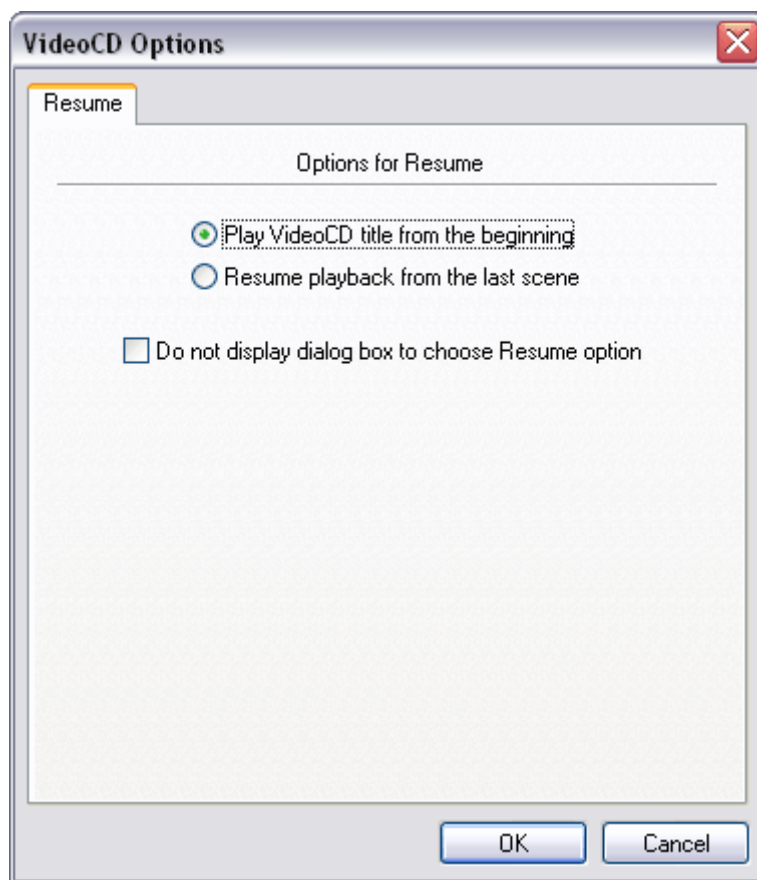 VideoCD Options
Resume
Options for Resume
Play VideoCD title from the beginning
Resume playback from the last scene
Do not display dialog box to choose Resume option
OK
Cancel